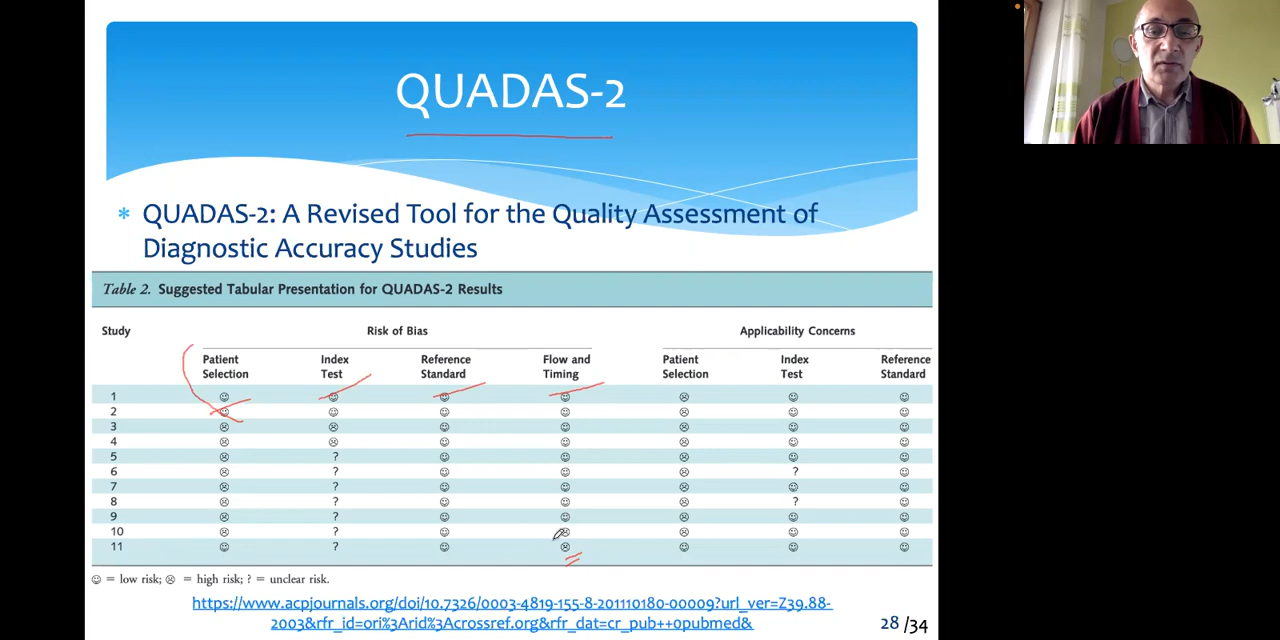 QUADAS-2
* QUADAS-2: A Revised Tool for the Quality Assessment of
Diagnostic Accuracy Studies
Table 2. Suggested Tabular Presentation for QUADAS-2 Results
Study Risk of Bias Applicability Concerns
Patient Selection Index Test Reference Standard Flow and Timing Patient Selection Index Test Reference Standard
1 ☺ ☺ ☺ ☺ ☹ ☺ ☺
2 ☺ ☺ ☺ ☺ ☹ ☺ ☺
3 ☹ ☹ ☺ ☺ ☹ ☺ ☺
4 ☹ ☹ ☺ ☺ ☹ ☺ ☺
5 ☹ ? ☺ ☺ ☹ ☺ ☺
6 ☹ ? ☺ ☺ ☹ ? ☺
7 ☹ ? ☺ ☺ ☹ ☺ ☺
8 ☹ ? ☺ ☺ ☹ ? ☺
9 ☹ ? ☺ ☺ ☹ ☺ ☺
10 ☹ ? ☺ ☹ ☹ ☺ ☺
11 ☺ ? ☺ ☹ ☺ ☺ ☺
☺ = low risk; ☹ = high risk; ? = unclear risk.
https://www.acpjournals.org/doi/10.7326/0003-4819-155-8-201110180-00009?url_ver=Z39.88-
2003&rfr_id=ori%3Arid%3Acrossref.org&rfr_dat=cr_pub++0pubmed&
28 /34